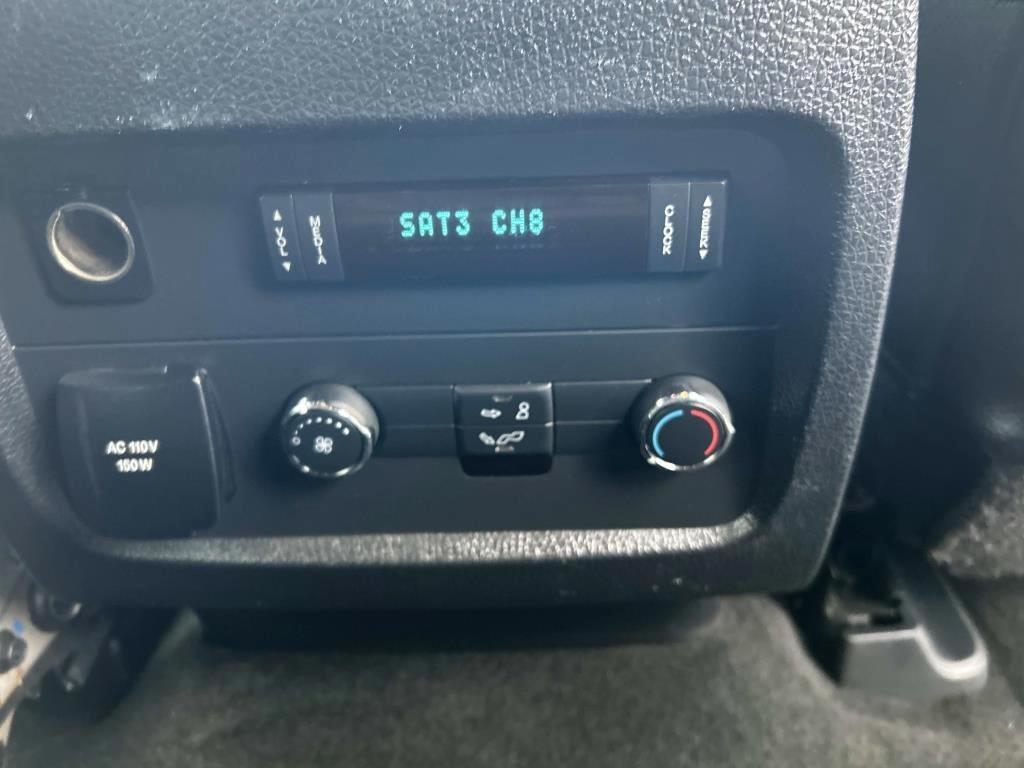 ▲ VOL ▼
MEDIA
SAT3 CH8
CLOCK
▲ SEEK ▼
AC 110V
150W